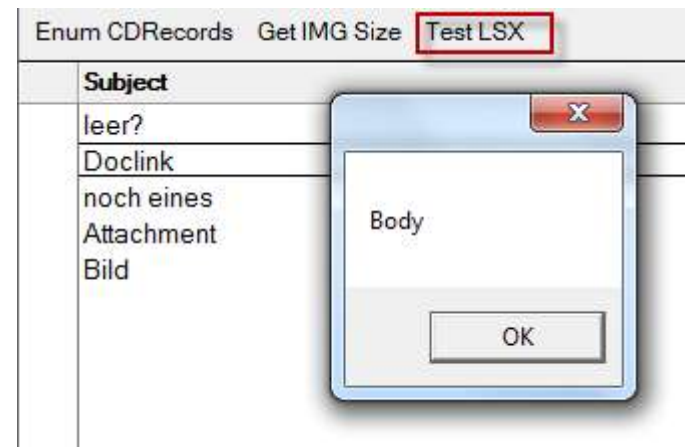 Enum CDRecords Get IMG Size Test LSX
Subject
leer?
Doclink
noch eines
Attachment
Bild
Body
OK